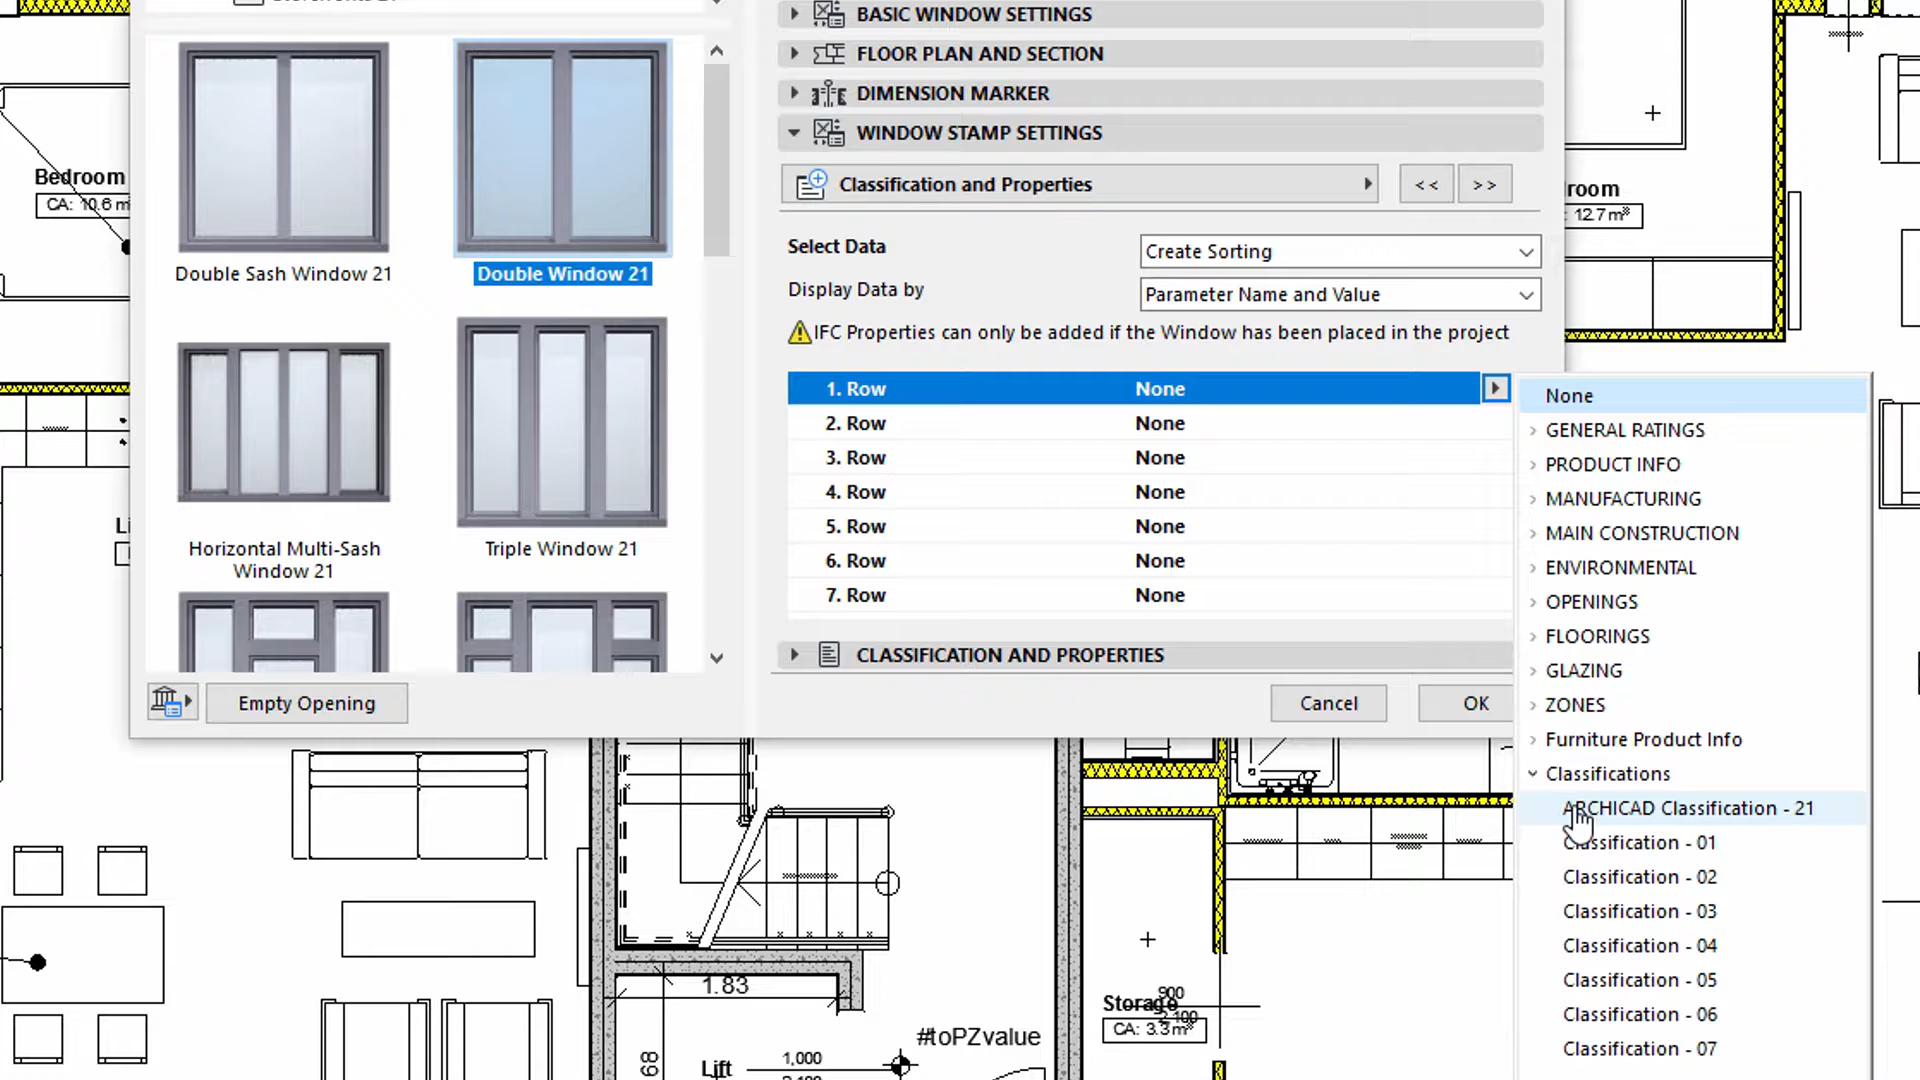 BASIC WINDOW SETTINGS
FLOOR PLAN AND SECTION
DIMENSION MARKER
WINDOW STAMP SETTINGS
Classification and Properties
<<
>>
Select Data
Create Sorting
Display Data by
Parameter Name and Value
IFC Properties can only be added if the Window has been placed in the project
1. Row None
2. Row None
3. Row None
4. Row None
5. Row None
6. Row None
7. Row None
CLASSIFICATION AND PROPERTIES
Cancel
OK
Double Sash Window 21
Double Window 21
Horizontal Multi-Sash
Window 21
Triple Window 21
Empty Opening
None
GENERAL RATINGS
PRODUCT INFO
MANUFACTURING
MAIN CONSTRUCTION
ENVIRONMENTAL
OPENINGS
FLOORINGS
GLAZING
ZONES
Furniture Product Info
Classifications
ARCHICAD Classification - 21
Classification - 01
Classification - 02
Classification - 03
Classification - 04
Classification - 05
Classification - 06
Classification - 07
Bedroom
CA: 10.6 m
room
12.7 m²
Li
1.83
68
#toPZvalue
Lift
1,000
Storage
CA: 3.3 m²
900
2,100